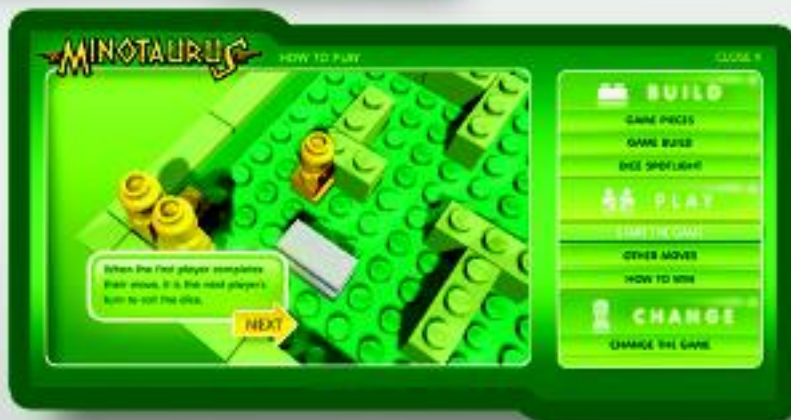 MINOTAURUS
HOW TO PLAY
CLOSE X
When the first player completes
their move, it is the next player's
turn to roll the dice.
NEXT
BUILD
GAME PIECES
GAME BUILD
DICE SPOTLIGHT
PLAY
START THE GAME
OTHER MOVES
HOW TO WIN
CHANGE
CHANGE THE GAME